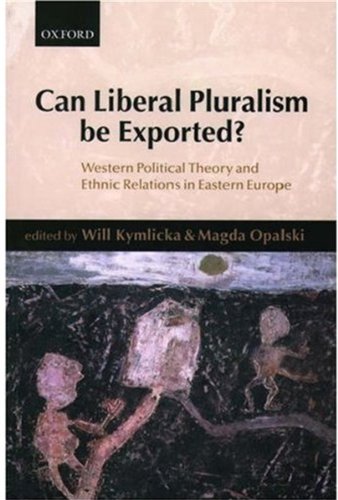 OXFORD
Can Liberal Pluralism
be Exported?
Western Political Theory and
Ethnic Relations in Eastern Europe
edited by Will Kymlicka & Magda Opalski